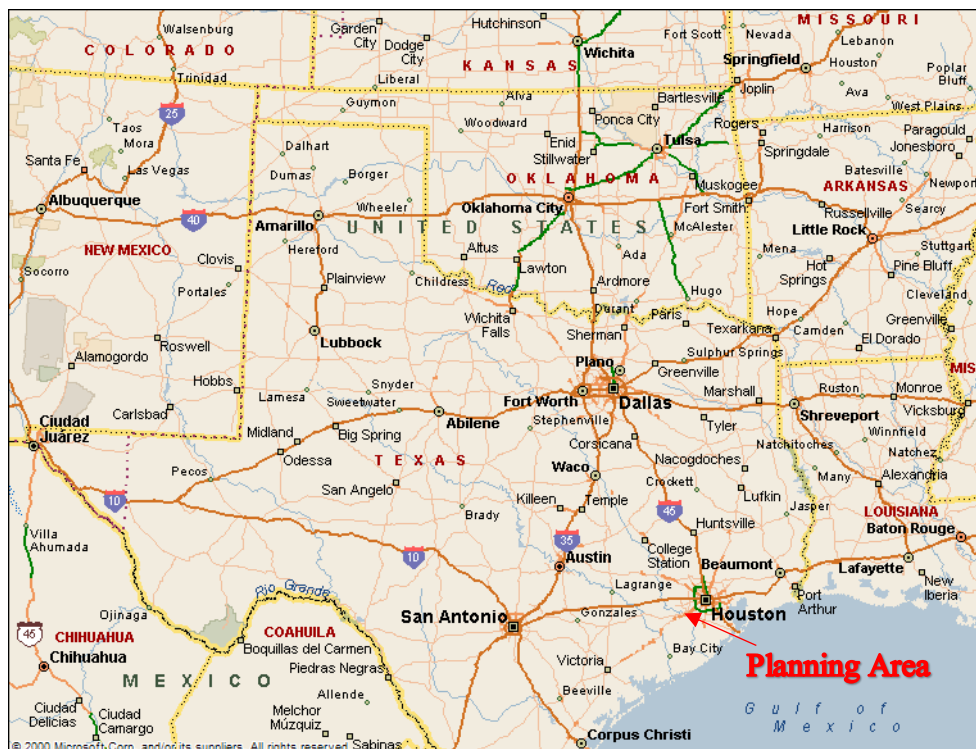 Walsenburg
Garden
City
Dodge
City
Hutchinson
Wichita
Fort Scott
Nevada
MISSOURI
Lebanon
COLORADO
KANSAS
Springfield
Houston
Poplar
Bluff
Trinidad
Liberal
Joplin
Ava
West Plains
25
Guymon
Alva
Ponca City
Bartlesville
Taos
Mora
Woodward
Enid
Stillwater
Tulsa
Rogers
Springdale
Harrison
Paragould
Jonesboro
Santa Fe
Las Vegas
Dalhart
Dumas
Borger
OKLAHOMA
Muskogee
Batesville
ARKANSAS
Newport
Albuquerque
40
Amarillo
Wheeler
Oklahoma City
Fort Smith
Russellville
Searcy
UNITED STATES
McAlester
Little Rock
NEW MEXICO
Hereford
Altus
Ada
Mena
Hot
Springs
Stuttgart
Pine Bluff
Socorro
Clovis
Portales
Plainview
Childress
Lawton
Red
Ardmore
Hugo
Cleveland
Wichita
Falls
Durant
Sherman
Paris
Texarkana
Hope
Camden
Greenville
Roswell
Lubbock
El Dorado
MIS
Alamogordo
Plano
Sulphur Springs
Greenville
Hobbs
Lamesa
Snyder
Sweetwater
Fort Worth
Dallas
Marshall
Ruston
Monroe
Carlsbad
Abilene
Stephenville
Tyler
Shreveport
Vicksburg
Ciudad
Juárez
Midland
Big Spring
Corsicana
Natchitoches
Winnfield
Odessa
TEXAS
Waco
Nacogdoches
Many
Natchez
Alexandria
Pecos
San Angelo
Killeen
Temple
Crockett
Lufkin
10
Brady
45
Jasper
LOUISIANA
Villa
Ahumada
35
Huntsville
Baton Rouge
10
Austin
College
Station
Beaumont
Lafayette
Rio Grande
Lagrange
Port
Arthur
New
Iberia
Ojinaga
San Antonio
Gonzales
Houston
45
CHIHUAHUA
COAHUILA
Boquillas del Carmen
Bay City
Chihuahua
Piedras Negras
Victoria
Planning Area
MEXICO
Allende
Beeville
Ciudad
Delicias
Ciudad
Camargo
Melchor
Múzquiz
Gulf of
Mexico
Sabinas
Corpus Christi
© 2000 Microsoft Corp. and/or its suppliers. All rights reserved.